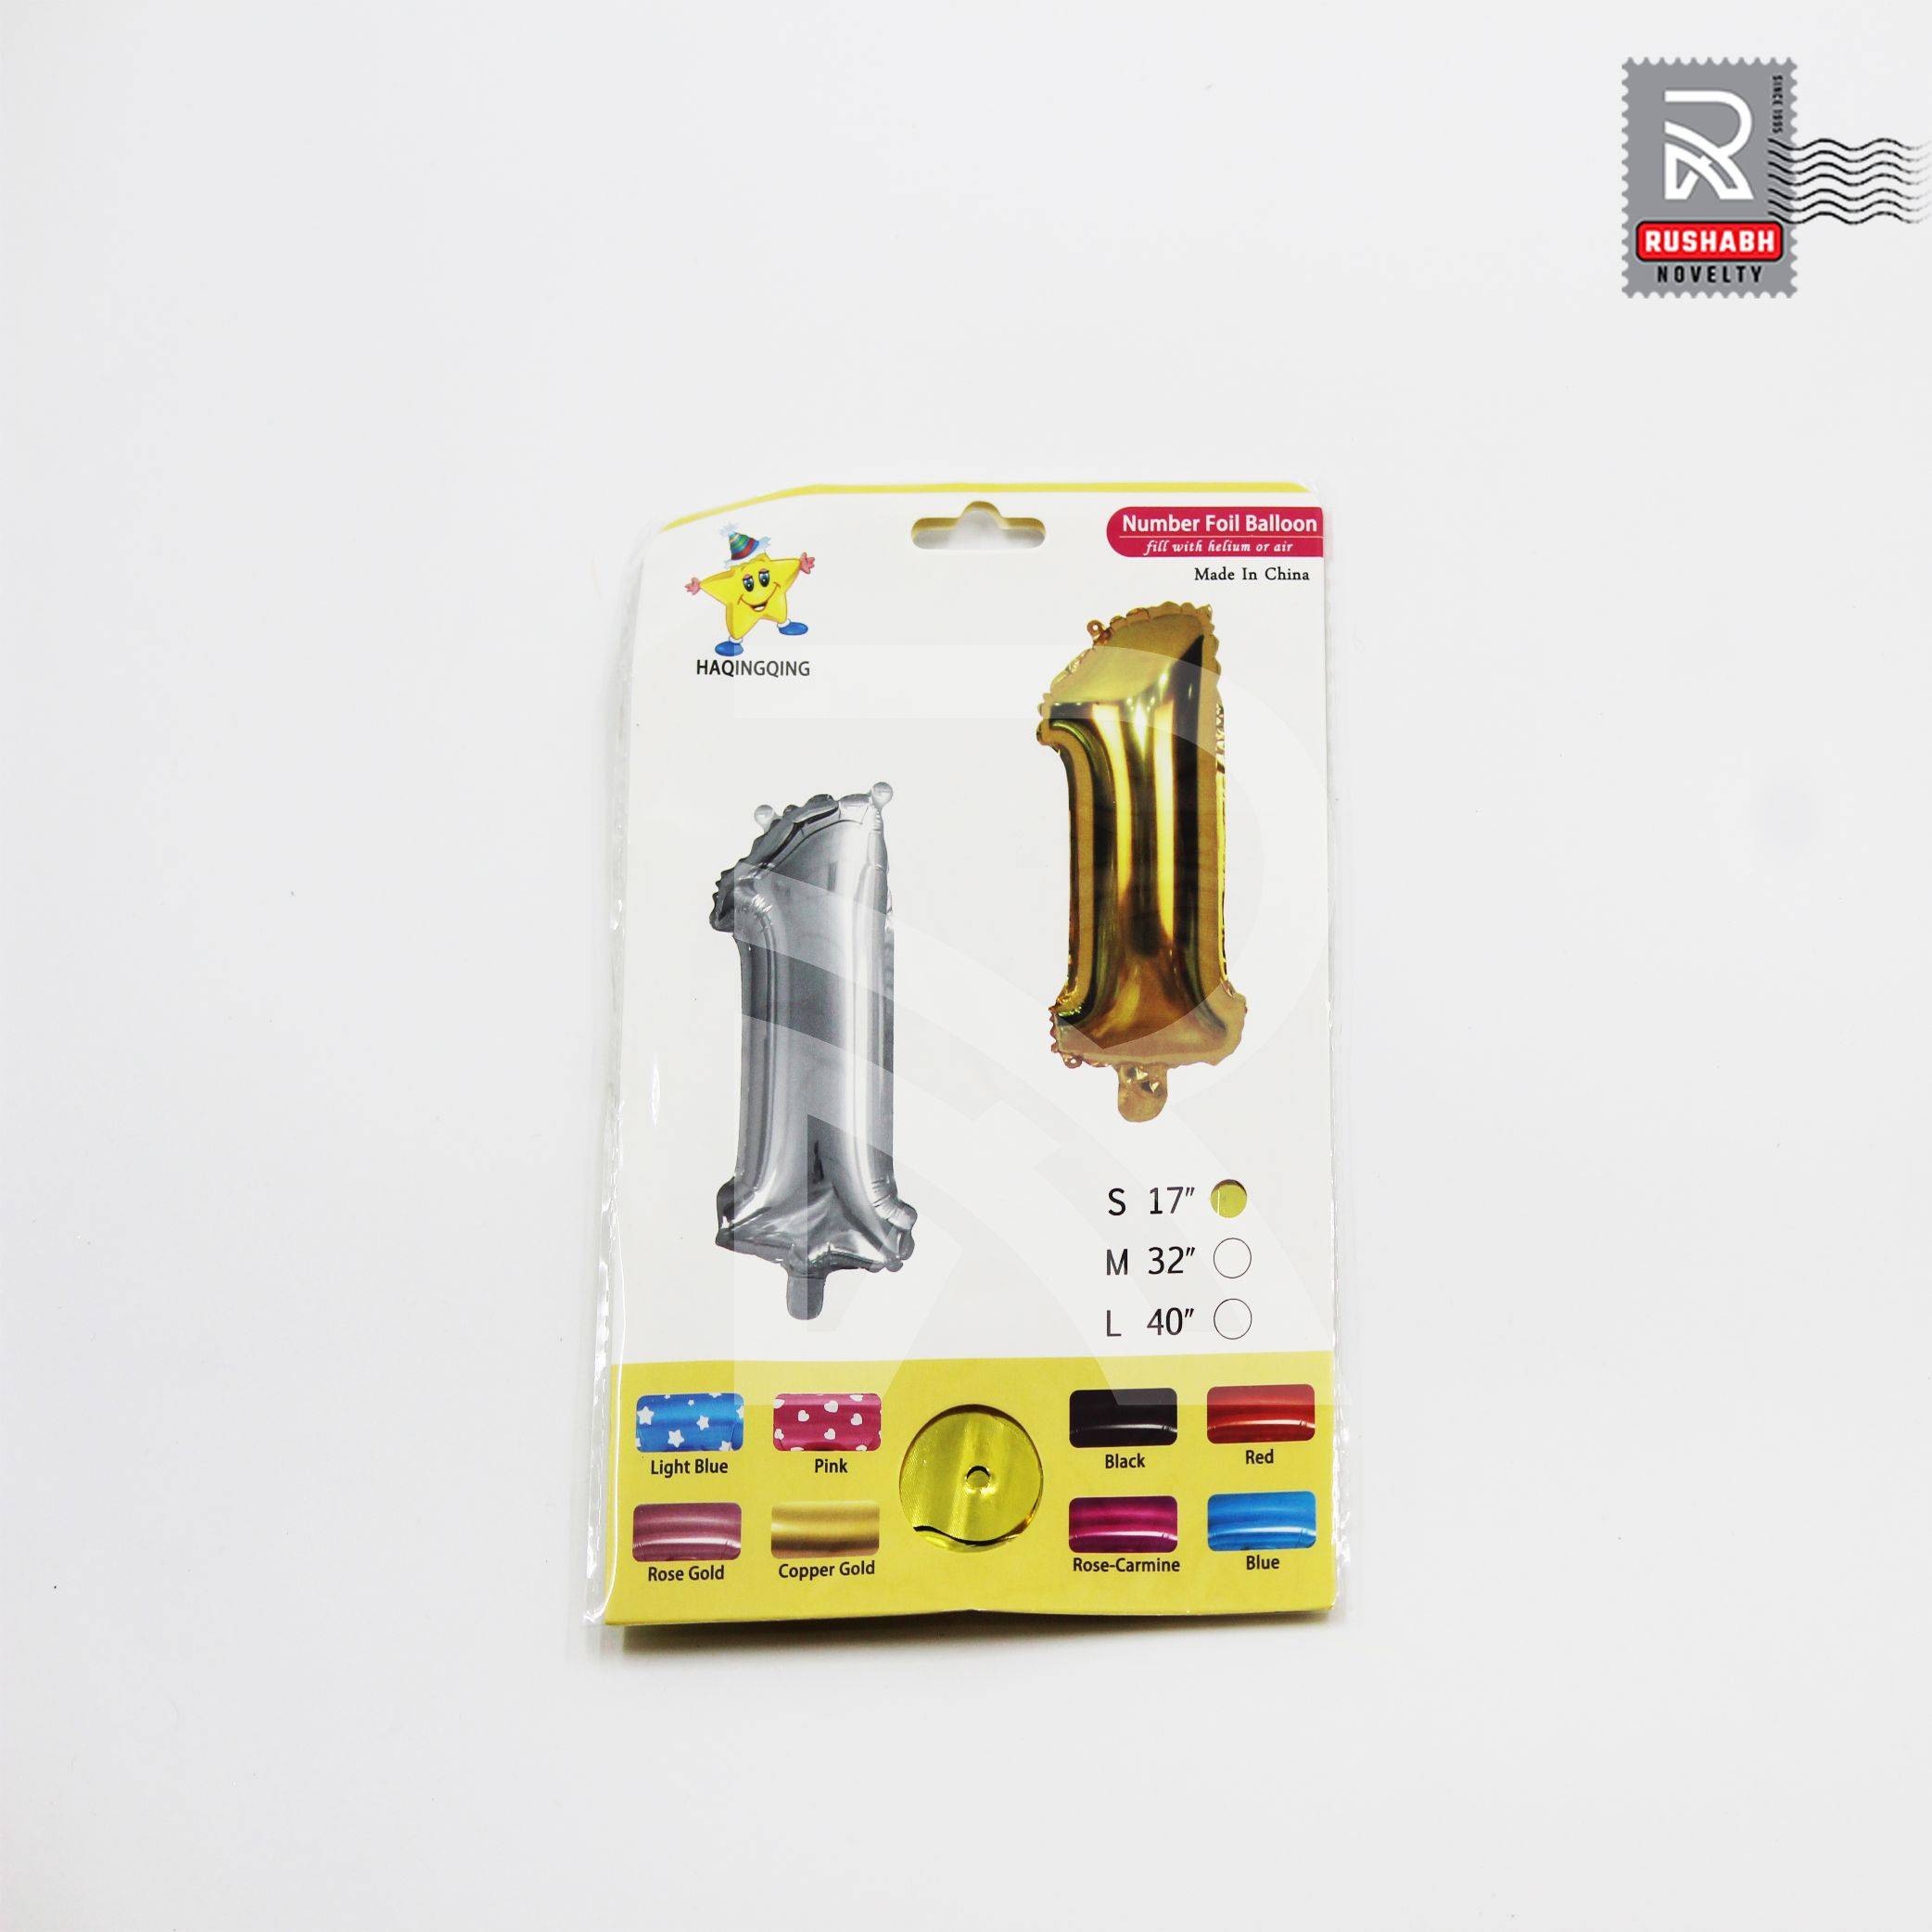 SINCE 1995
RUSHABH
NOVELTY
Number Foil Balloon
fill with helium or air
Made In China
HAQINGQING
S 17"
M 32"
L 40"
Light Blue
Pink
Black
Red
Rose Gold
Copper Gold
Rose-Carmine
Blue